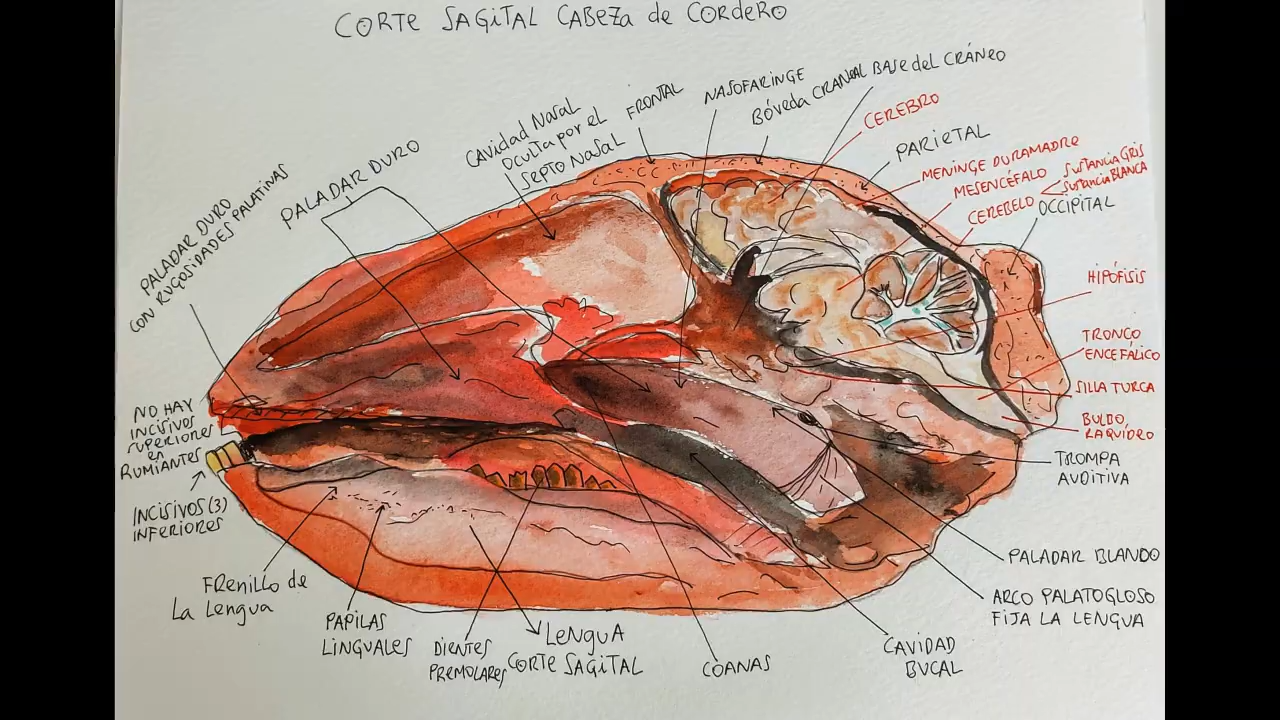 CORTE SAGITAL CABEZA de CORDERO
PALADAR DURO
CON RUGOSIDADES PALATINAS
PALADAR DURO
CAVIDAD NASAL
OCULTA por el
SEPTO NASAL
FRONTAL
NASOFARINGE
BÓVEDA CRANEAL
BASE del CRÁNEO
CEREBRO
PARIETAL
MENINGE DURAMADRE
MESENCÉFALO
SUSTANCIA GRIS
SUSTANCIA BLANCA
CEREBELO
OCCIPITAL
HIPÓFISIS
TRONCO
ENCEFÁLICO
SILLA TURCA
BULBO
RAQUÍDEO
TROMPA
AUDITIVA
PALADAR BLANDO
ARCO PALATOGLOSO
FIJA LA LENGUA
CAVIDAD
BUCAL
COANAS
LENGUA
CORTE SAGITAL
DIENTES
PREMOLARES
PAPILAS
LINGUALES
FRENILLO de
La Lengua
INCISIVOS (3)
INFERIORES
NO HAY
INCISIVOS
SUPERIORES
en
RUMIANTES